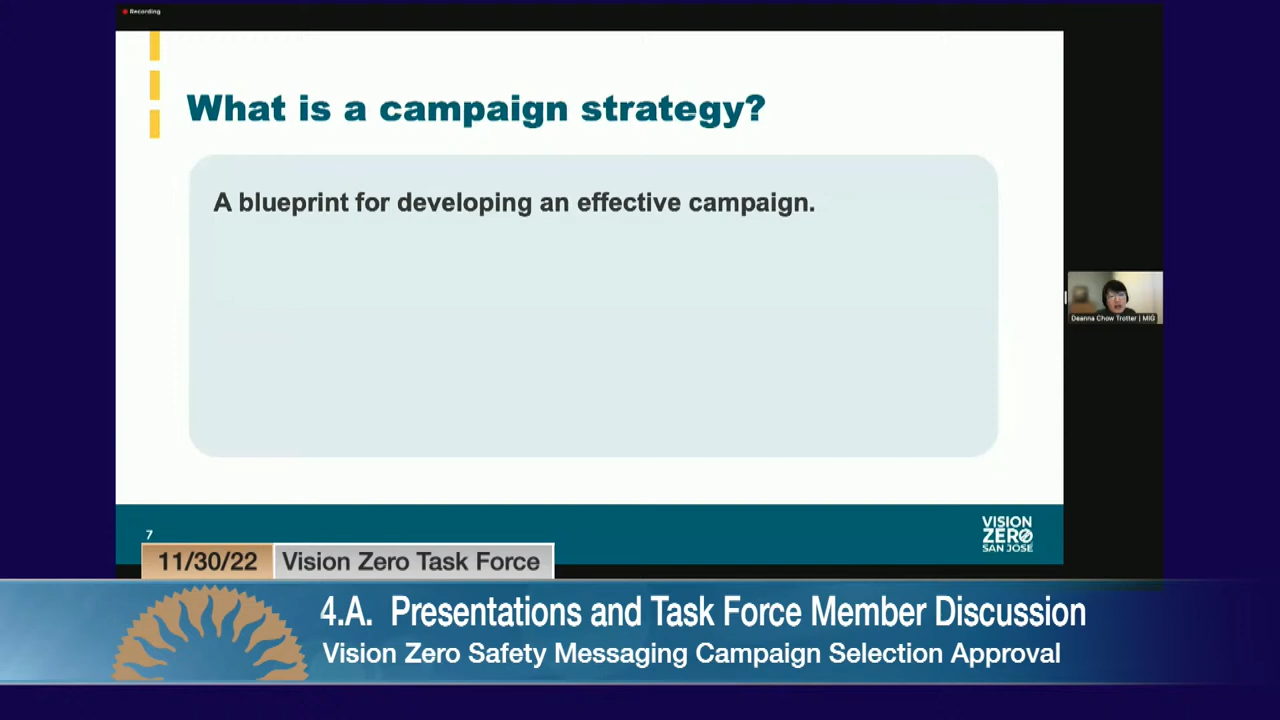 Recording
What is a campaign strategy?
A blueprint for developing an effective campaign.
Deanna Chow Trotter | MIG
7
VISION
ZERO
SAN JOSE
11/30/22 Vision Zero Task Force
4.A. Presentations and Task Force Member Discussion
Vision Zero Safety Messaging Campaign Selection Approval